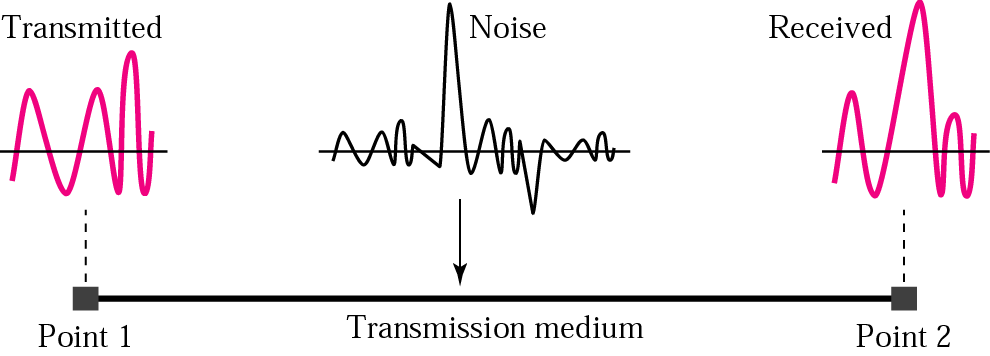 Transmitted
Noise
Received
Point 1
Transmission medium
Point 2